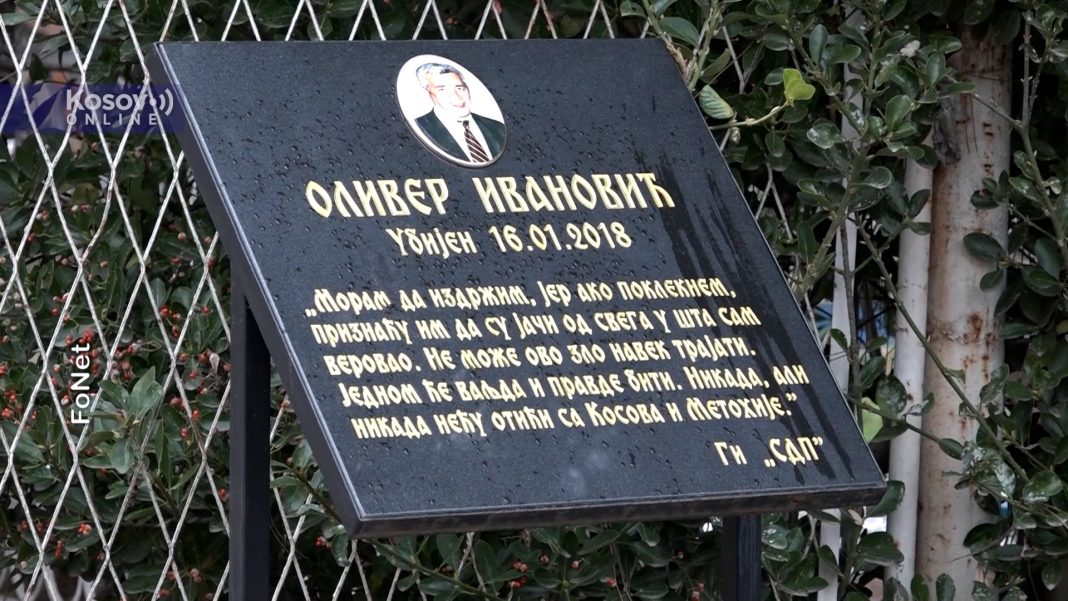 Kosovo
ONLINE
ОЛИВЕР ИВАНОВИЋ
Убијен 16.01.2018
„Морам да издржим, јер ако поклекнем,
признаћу им да су јачи од свега у шта сам
веровао. Не може ово зло навек трајати.
Једном ће ваљда и правде бити. Никада, али
никада нећу отићи са Косова и Метохије.”
Ги „СДП”
FoNet